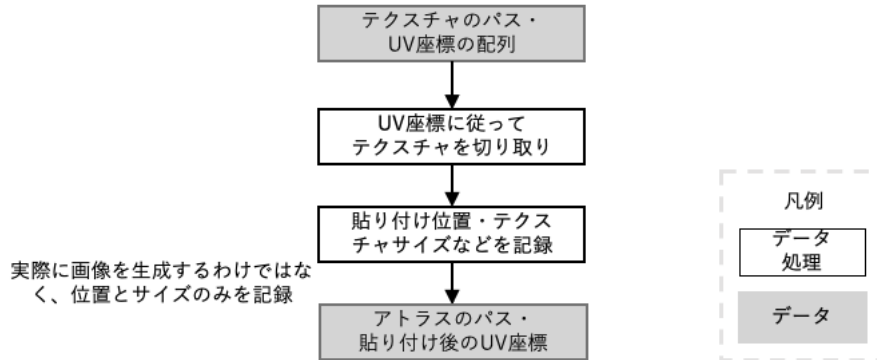 テクスチャのパス・
UV座標の配列
UV座標に従って
テクスチャを切り取り
貼り付け位置・テクス
チャサイズなどを記録
実際に画像を生成するわけではな
く、位置とサイズのみを記録
アトラスのパス・
貼り付け後のUV座標
凡例
データ
処理
データ